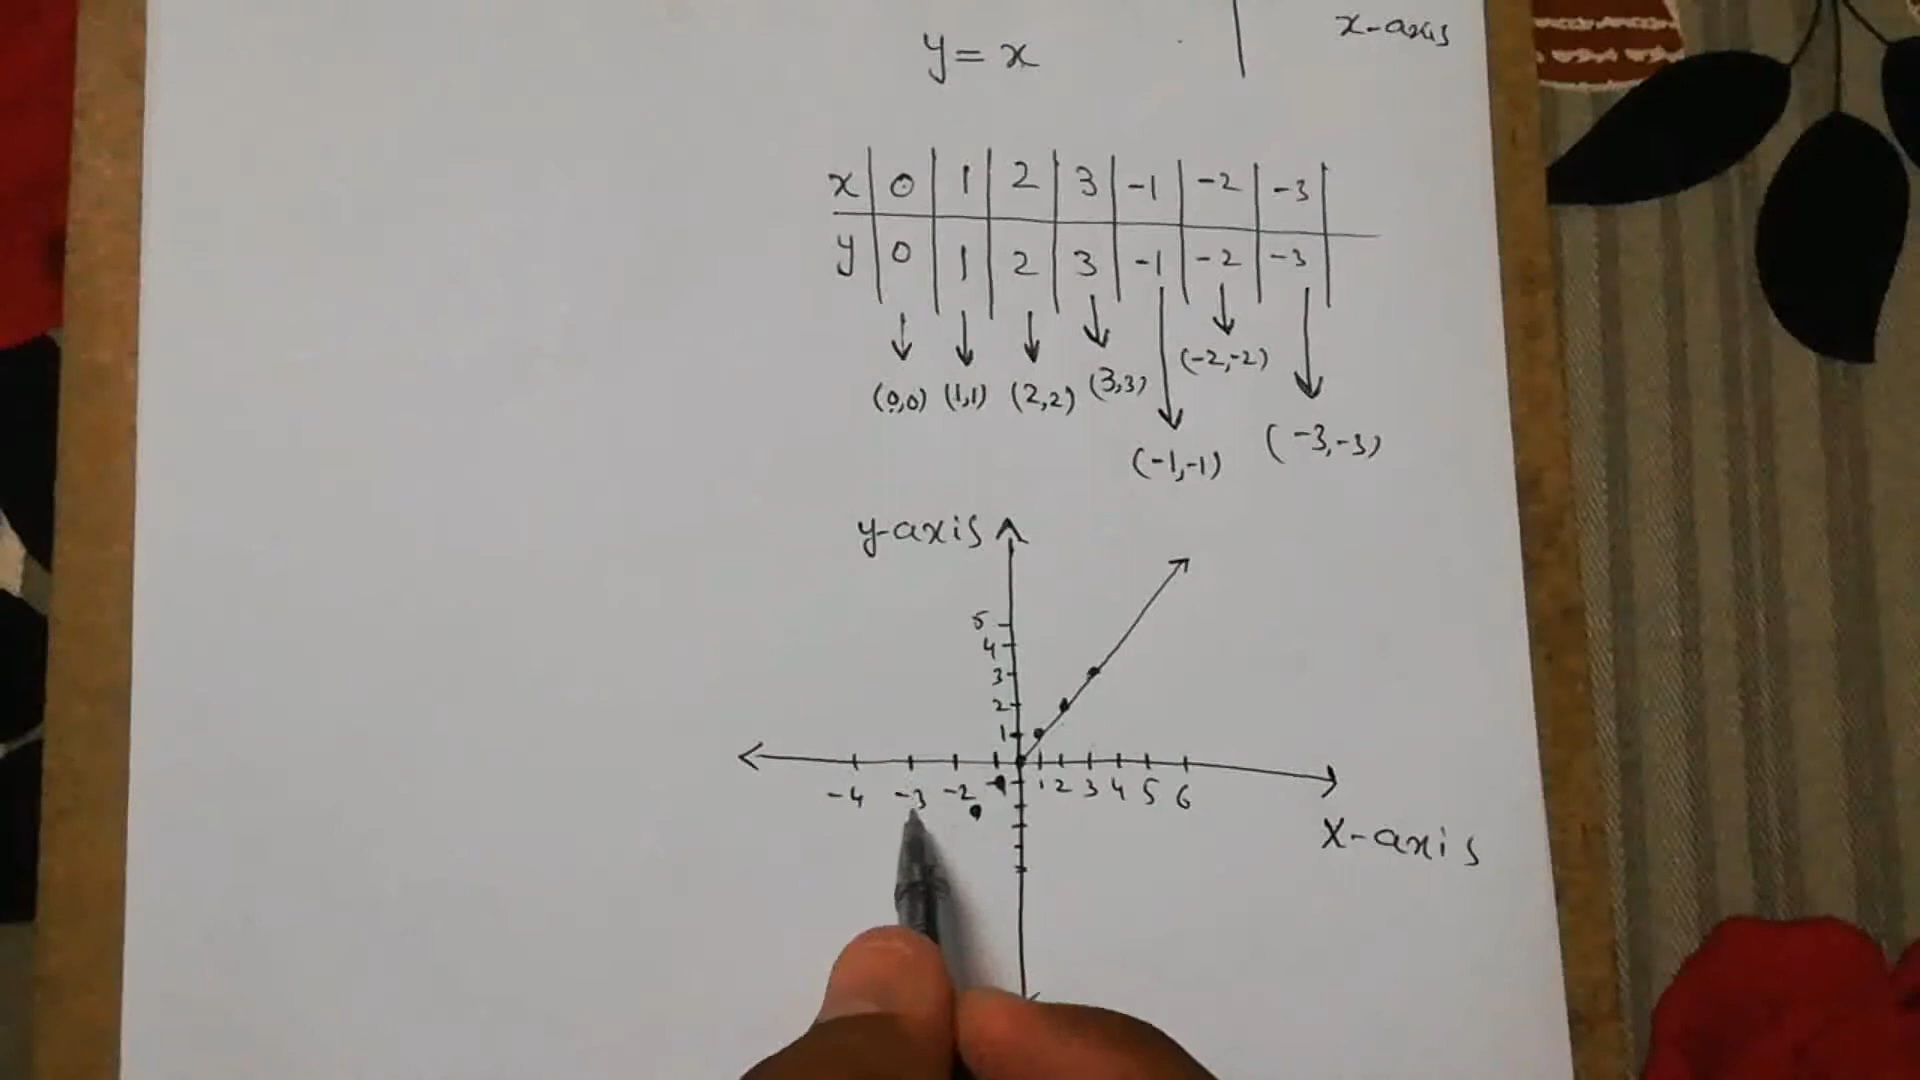 x-axis
y = x
x 0 1 2 3 -1 -2 -3
y 0 1 2 3 -1 -2 -3
(0,0) (1,1) (2,2) (3,3) (-2,-2)
(-1,-1) (-3,-3)
y-axis
5
4
3
2
1
-4 -3 -2 -1 1 2 3 4 5 6
X-axis